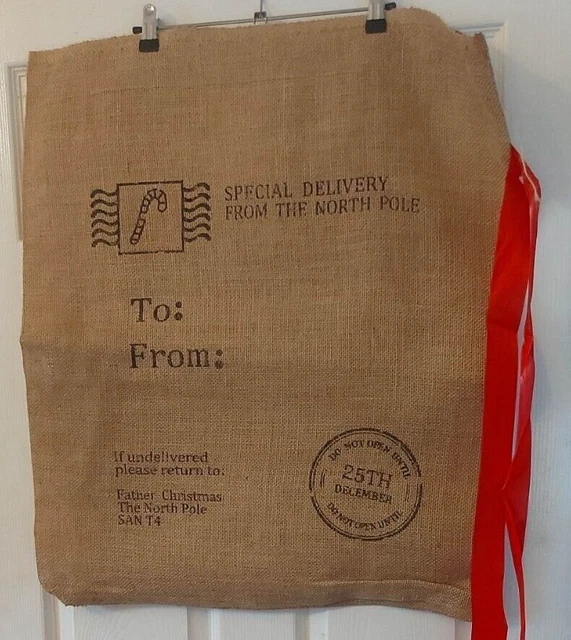 SPECIAL DELIVERY
FROM THE NORTH POLE
To:
From:
If undelivered
please return to:
Father Christmas
The North Pole
SAN T4
DO NOT OPEN UNTIL
25TH
DECEMBER
DO NOT OPEN UNTIL